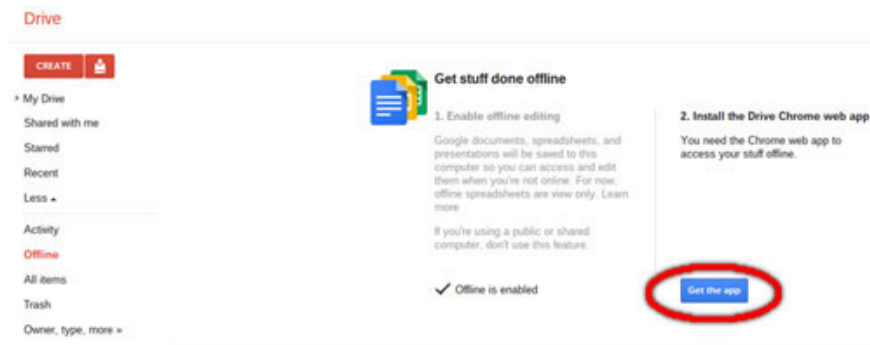 Drive
CREATE
My Drive
Shared with me
Starred
Recent
Less
Activity
Offline
All items
Trash
Owner, type, more »
Get stuff done offline
1. Enable offline editing
Google documents, spreadsheets, and
presentations will be saved to this
computer so you can access and edit
them when you're not online. For now,
offline spreadsheets are view only. Learn
more
If you're using a public or shared
computer, don't use this feature.
Offline is enabled
2. Install the Drive Chrome web app
You need the Chrome web app to
access your stuff offline.
Get the app